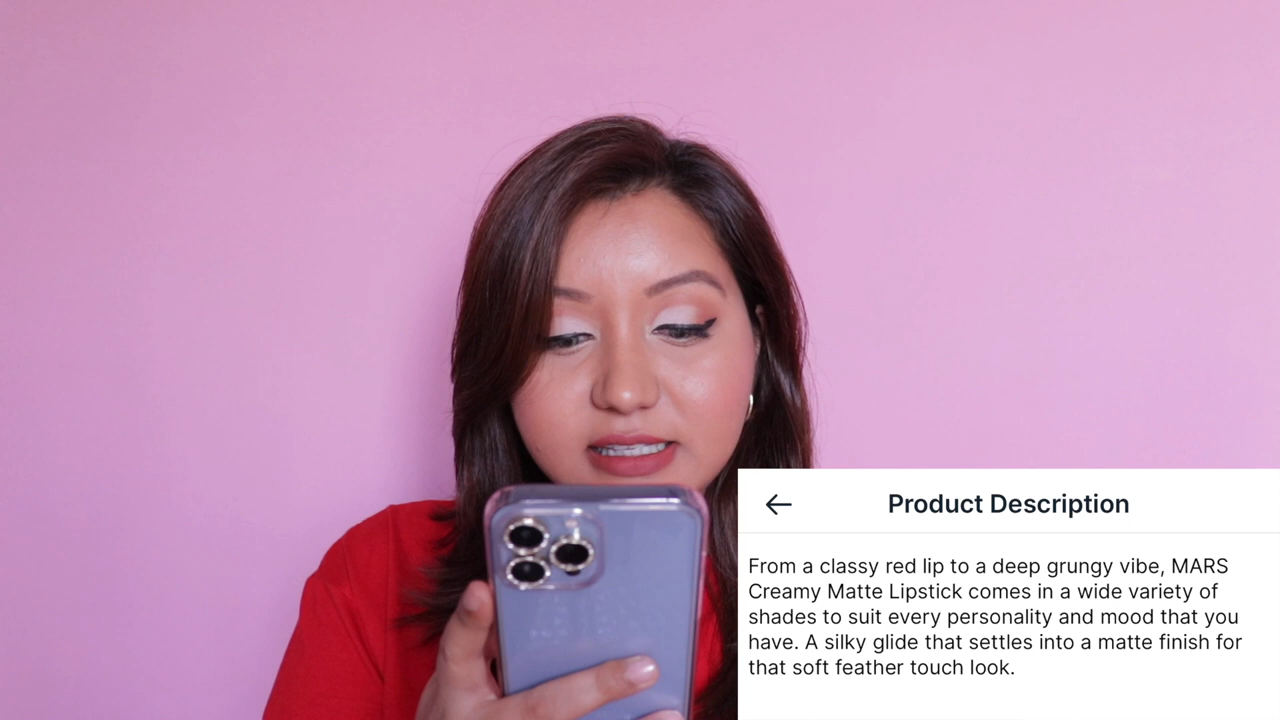 Product Description
From a classy red lip to a deep grungy vibe, MARS
Creamy Matte Lipstick comes in a wide variety of
shades to suit every personality and mood that you
have. A silky glide that settles into a matte finish for
that soft feather touch look.